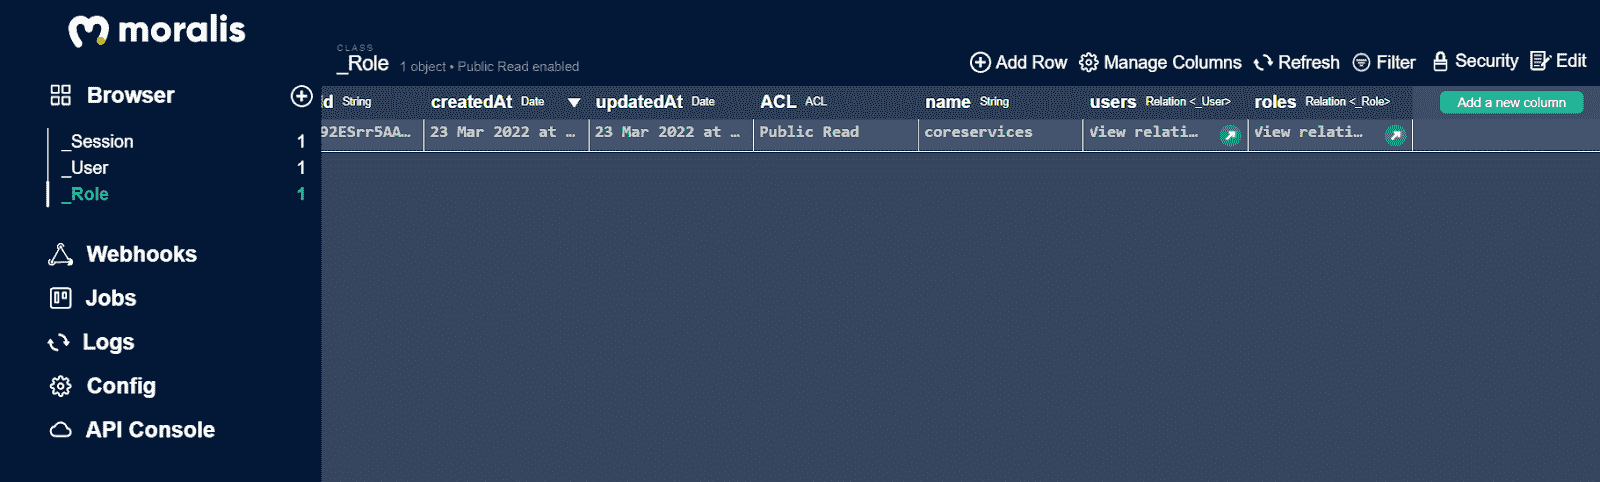 moralis
CLASS
_Role 1 object • Public Read enabled
Add Row Manage Columns Refresh Filter Security Edit
Browser
_Session 1
_User 1
_Role 1
Webhooks
Jobs
Logs
Config
API Console
Id String createdAt Date updatedAt Date ACL ACL name String users Relation <_User> roles Relation <_Role> Add a new column
92ESrr5AA… 23 Mar 2022 at … 23 Mar 2022 at … Public Read coreservices View relati… View relati…